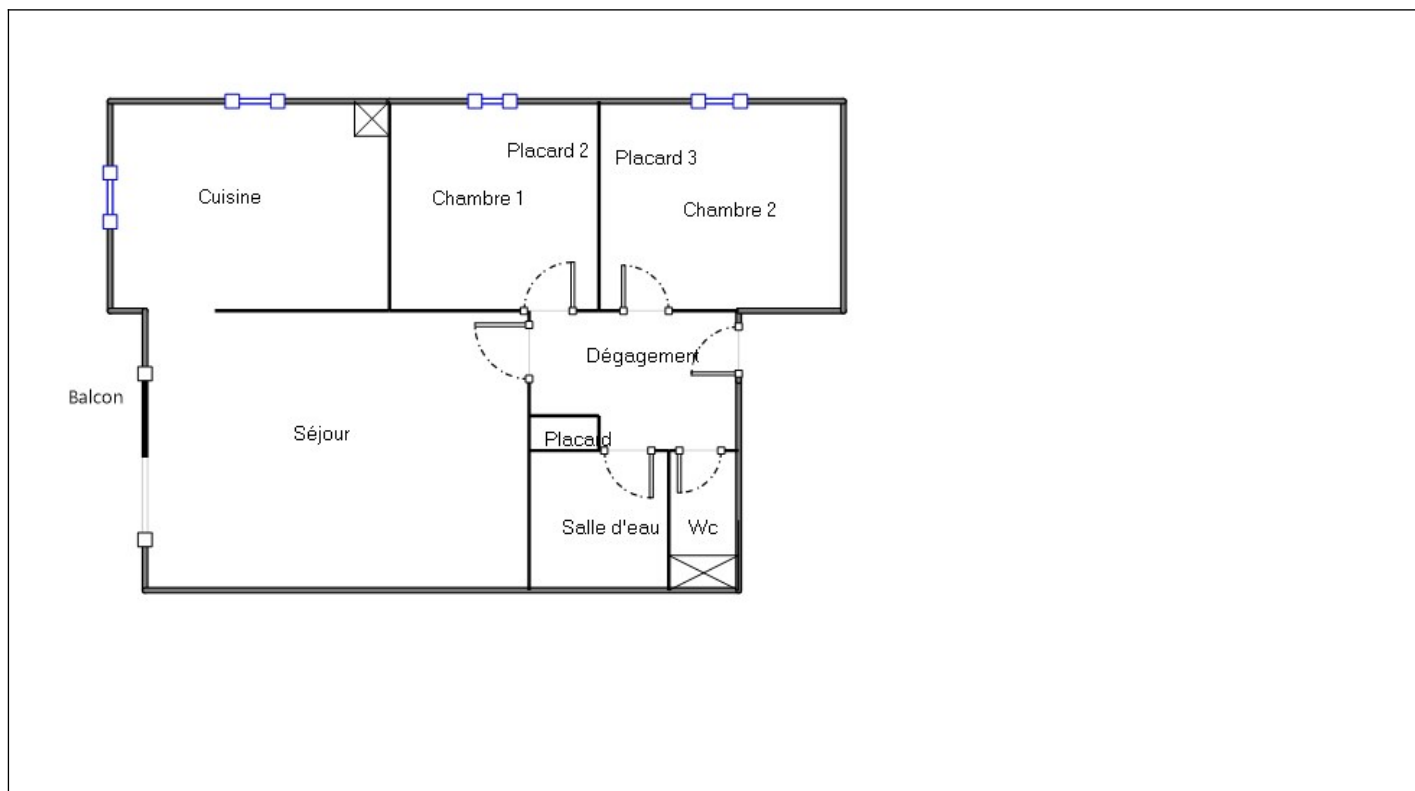 Placard 2
Placard 3
Cuisine
Chambre 1
Chambre 2
Dégagement
Balcon
Séjour
Placard
Salle d'eau
Wc